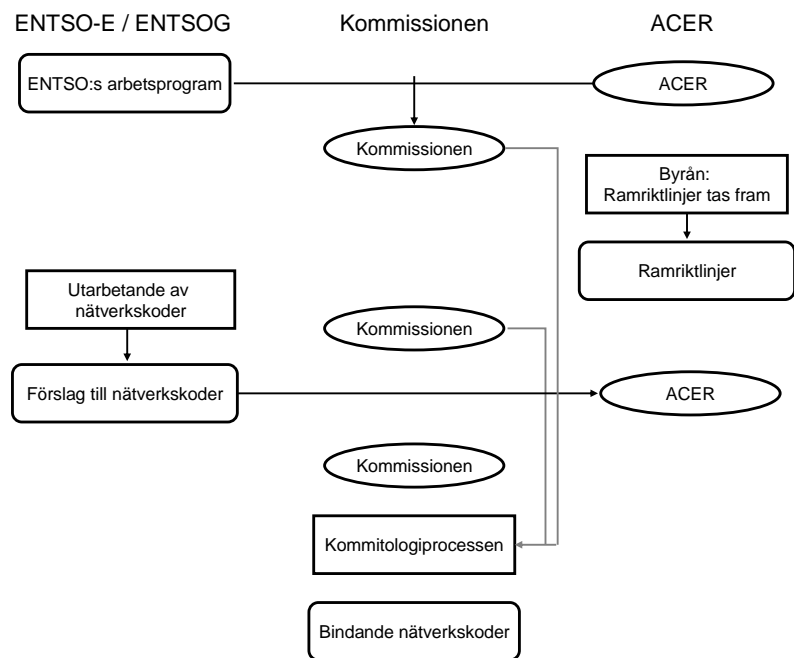 ENTSO-E / ENTSOG
Kommissionen
ACER
ENTSO:s arbetsprogram
ACER
Kommissionen
Byrån:
Ramriktlinjer tas fram
Ramriktlinjer
Utarbetande av
nätverkskoder
Kommissionen
Förslag till nätverkskoder
ACER
Kommissionen
Kommitologiprocessen
Bindande nätverkskoder